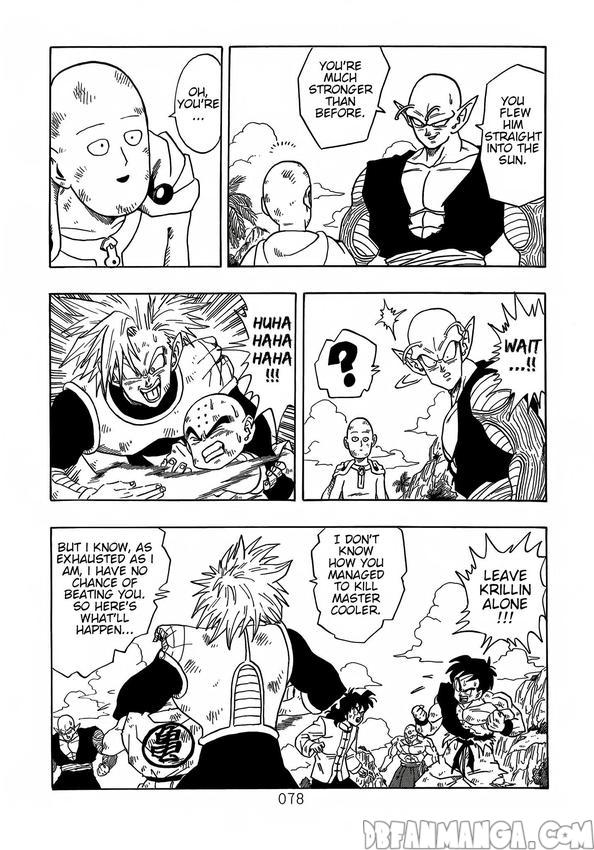 YOU
FLEW
HIM
STRAIGHT
INTO THE
SUN.
YOU'RE
MUCH
STRONGER
THAN
BEFORE.
OH,
YOU'RE
...
WAIT
...!!
?
HUHA
HAHA
HAHA
!!!
LEAVE
KRILLIN
ALONE
!!!
I DON'T
KNOW
HOW YOU
MANAGED
TO KILL
MASTER
COOLER.
BUT I KNOW, AS
EXHAUSTED AS I
AM, I HAVE NO
CHANCE OF
BEATING YOU.
SO HERE'S
WHAT'LL
HAPPEN...
亀
078
DBFANMANGA.COM